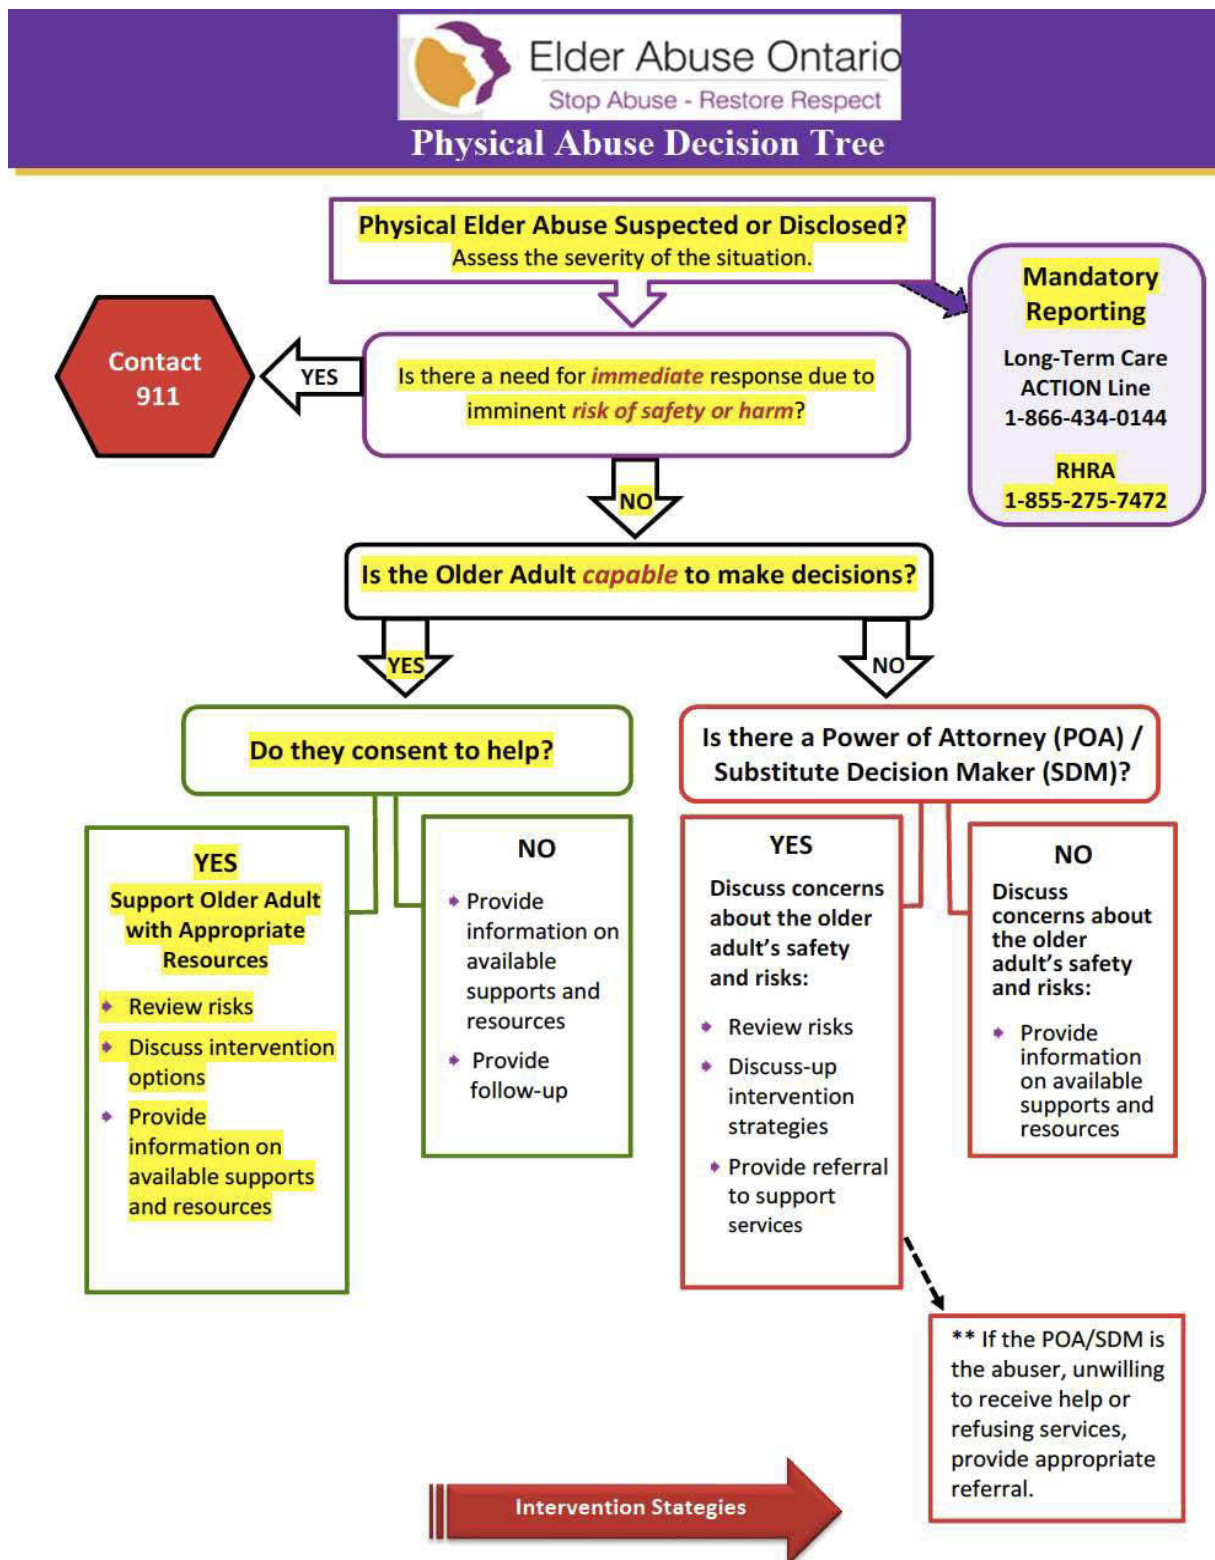 Elder Abuse Ontario
Stop Abuse - Restore Respect
Physical Abuse Decision Tree
Physical Elder Abuse Suspected or Disclosed?
Assess the severity of the situation.
Mandatory
Reporting
Long-Term Care
ACTION Line
1-866-434-0144
RHRA
1-855-275-7472
Contact
911
YES
Is there a need for immediate response due to
imminent risk of safety or harm?
NO
Is the Older Adult capable to make decisions?
YES
NO
Do they consent to help?
Is there a Power of Attorney (POA) /
Substitute Decision Maker (SDM)?
YES
Support Older Adult
with Appropriate
Resources
Review risks
Discuss intervention
options
Provide
information on
available supports
and resources
NO
Provide
information on
available
supports and
resources
Provide
follow-up
YES
Discuss concerns
about the older
adult's safety
and risks:
Review risks
Discuss-up
intervention
strategies
Provide referral
to support
services
NO
Discuss
concerns about
the older
adult's safety
and risks:
Provide
information
on available
supports and
resources
** If the POA/SDM is
the abuser, unwilling
to receive help or
refusing services,
provide appropriate
referral.
Intervention Stategies